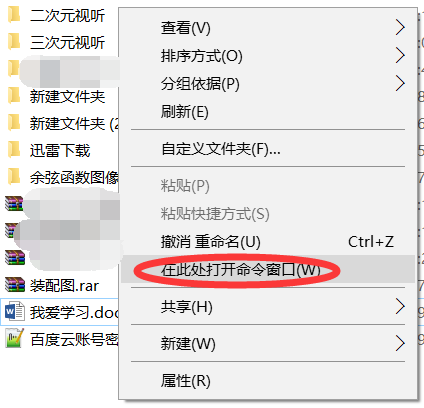 二次元视听
三次元视听
新建文件夹
新建文件夹 (2
迅雷下载
余弦函数图像
装配图.rar
我爱学习.doc
百度云账号密
查看(V)
排序方式(O)
分组依据(P)
刷新(E)
自定义文件夹(F)...
粘贴(P)
粘贴快捷方式(S)
撤消 重命名(U) Ctrl+Z
在此处打开命令窗口(W)
共享(H)
新建(W)
属性(R)